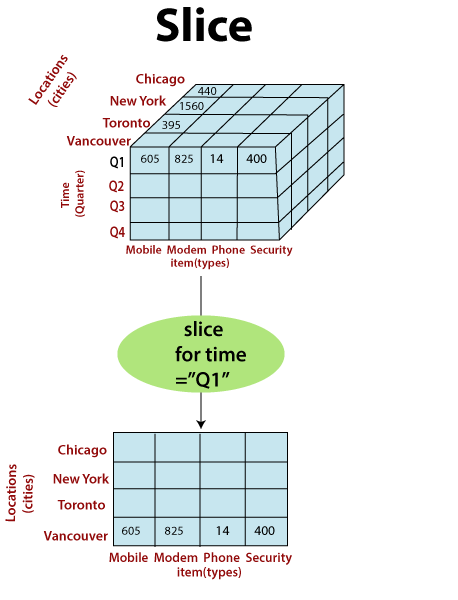 Slice
Locations
(cities)
Chicago
New York
Toronto
Vancouver
440
1560
395
Q1 605 825 14 400
Q2
Q3
Q4
Time
(Quarter)
Mobile Modem Phone Security
item(types)
slice
for time
="Q1"
Locations
(cities)
Chicago
New York
Toronto
Vancouver 605 825 14 400
Mobile Modem Phone Security
item(types)